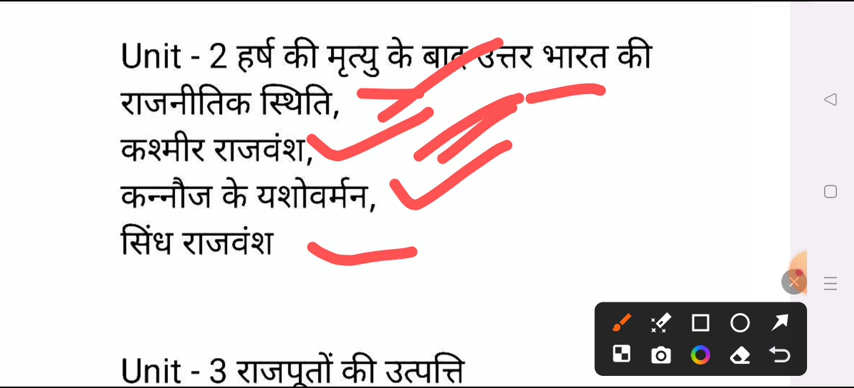 Unit - 2 हर्ष की मृत्यु के बाद उत्तर भारत की
राजनीतिक स्थिति,
कश्मीर राजवंश,
कन्नौज के यशोवर्मन,
सिंध राजवंश
Unit - 3 राजपूतों की उत्पत्ति